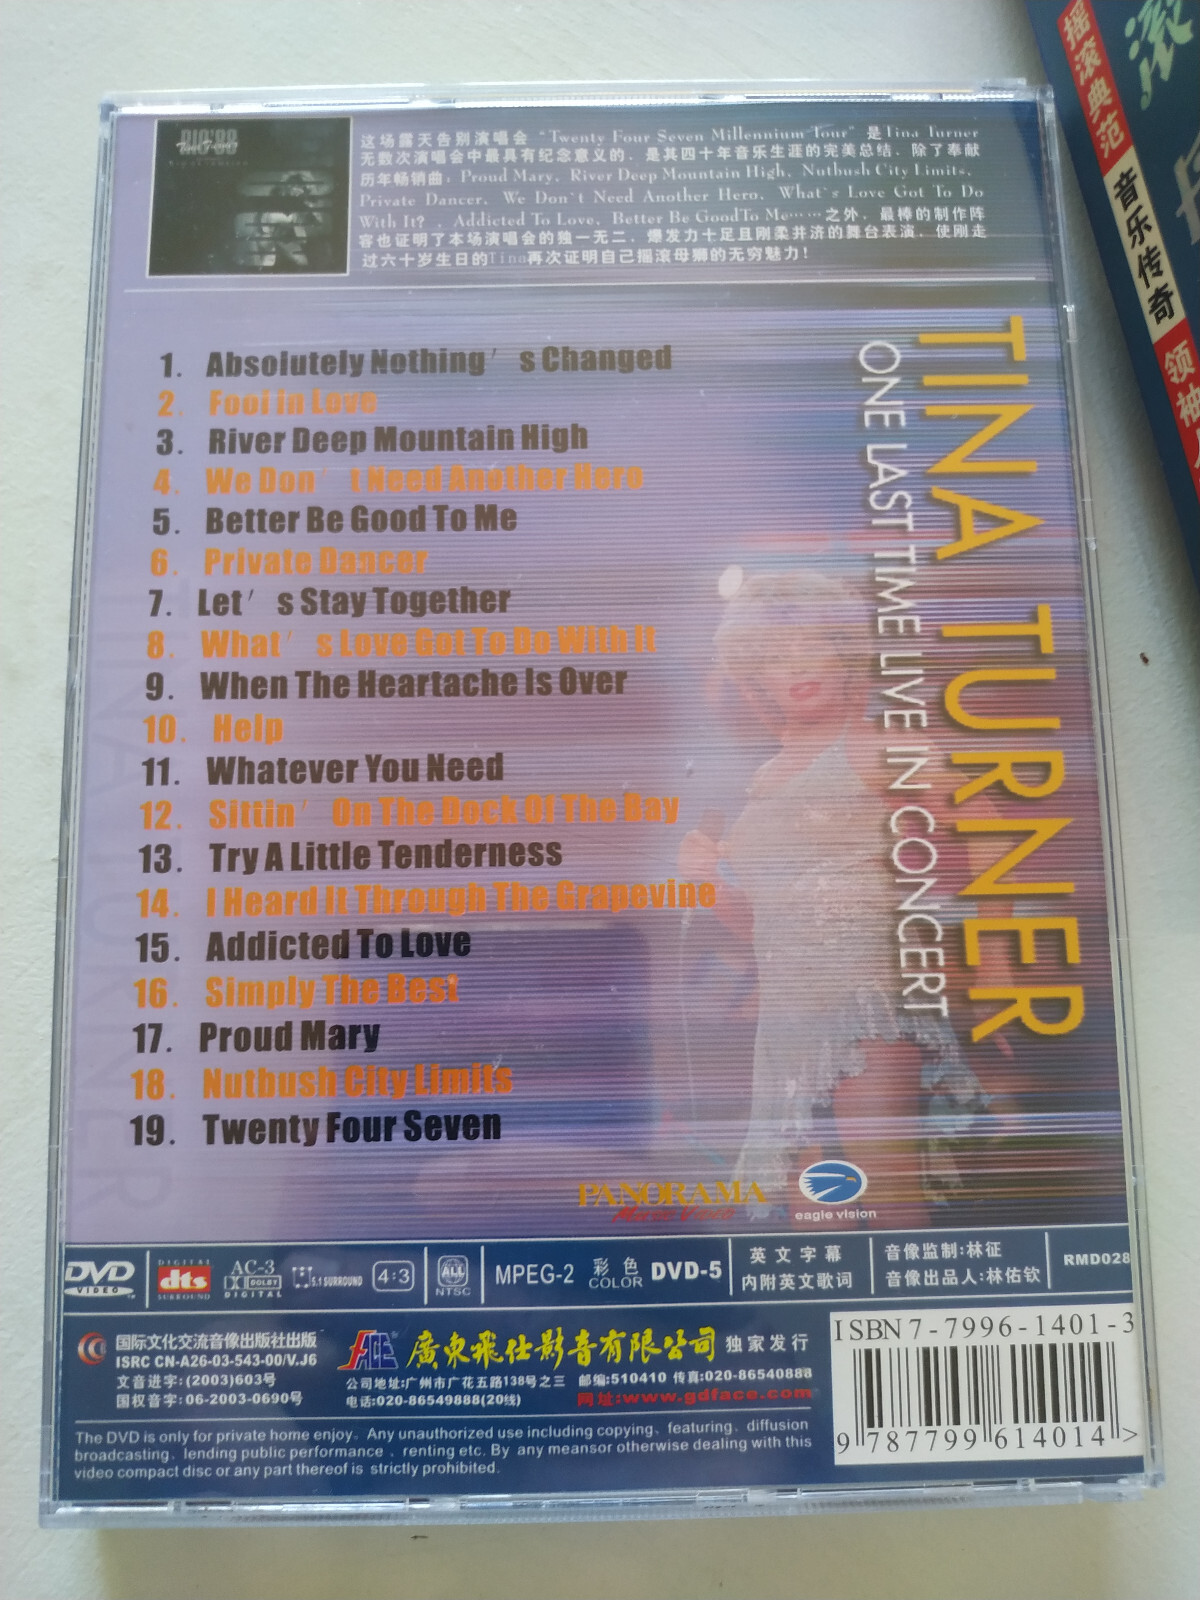 这场露天告别演唱会 “Twenty Four Seven Millennium Tour” 是Tina Turner
无数次演唱会中最具有纪念意义的．是其四十年音乐生涯的完美总结．除了奉献
历年畅销曲．Proud Mary、River Deep Mountain High、Nutbush City Limits、
Private Dancer、We Don't Need Another Hero、What's Love Got To Do
With It?、Addicted To Love、Better Be GoodTo Me……之外．最棒的制作阵
容也证明了本场演唱会的独一无二．爆发力十足且刚柔并济的舞台表演．使刚走
过六十岁生日的Tina再次证明自己摇滚母狮的无穷魅力！
1. Absolutely Nothing's Changed
2. Fool in Love
3. River Deep Mountain High
4. We Don't Need Another Hero
5. Better Be Good To Me
6. Private Dancer
7. Let's Stay Together
8. What's Love Got To Do With It
9. When The Heartache Is Over
10. Help
11. Whatever You Need
12. Sittin' On The Dock Of The Bay
13. Try A Little Tenderness
14. I Heard It Through The Grapevine
15. Addicted To Love
16. Simply The Best
17. Proud Mary
18. Nutbush City Limits
19. Twenty Four Seven
TINA TURNER
ONE LAST TIME LIVE IN CONCERT
TINA TURNER
PANORAMA
Music Video
eagle vision
DVD VIDEO
DIGITAL dts SURROUND
AC-3 DOLBY DIGITAL
5.1 SURROUND
4:3
ALL NTSC
MPEG-2
彩色 COLOR
DVD-5
英文字幕
内附英文歌词
音像监制:林征
音像出品人:林佑钦
RMD028
国际文化交流音像出版社出版
ISRC CN-A26-03-543-00/V.J6
文音进字:(2003)603号
国权音字:06-2003-0690号
FACE 廣東飛仕影音有限公司 独家发行
公司地址:广州市广花五路138号之三 邮编:510410 传真:020-86540888
电话:020-86549888(20线) 网址:www.gdface.com
The DVD is only for private home enjoy. Any unauthorized use including copying, featuring, diffusion
broadcasting, lending public performance , renting etc. By any meansor otherwise dealing with this
video compact disc or any part thereof is strictly prohibited.
ISBN 7-7996-1401-3
9 787799 614014 >
摇滚典范 音乐传奇 领袖
滚